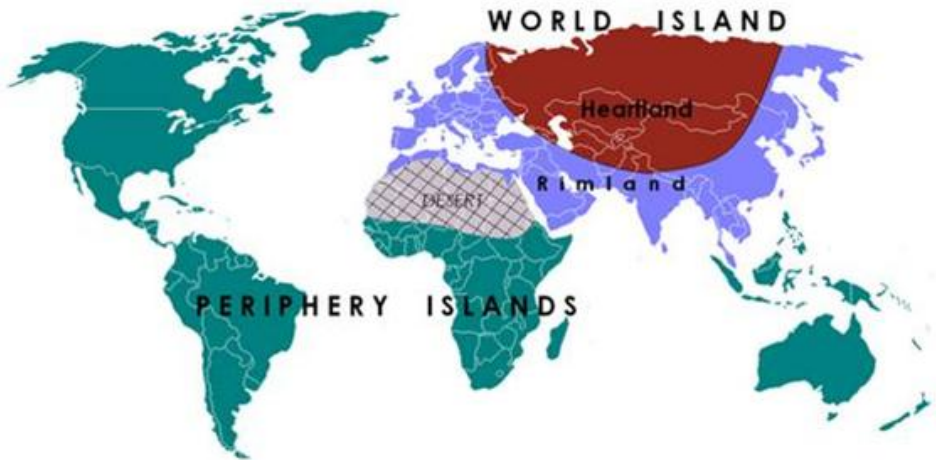 WORLD ISLAND
Heartland
Rimland
DESERT
PERIPHERY ISLANDS